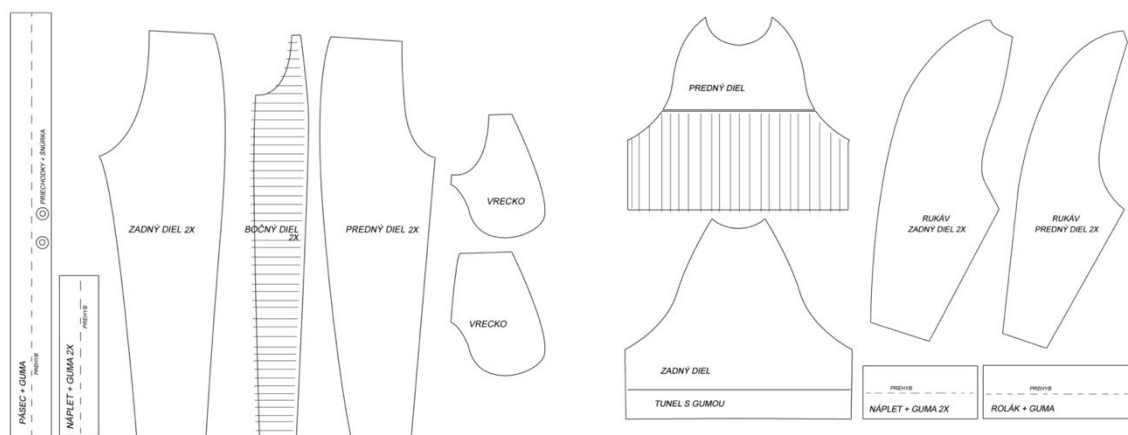 PÁSEC + GUMA
PREHYB
PRIECHODKY + ŠNÚRKA
NÁPLET + GUMA 2X
PREHYB
ZADNÝ DIEL 2X
BOČNÝ DIEL
2X
PREDNÝ DIEL 2X
VRECKO
VRECKO
PREDNÝ DIEL
ZADNÝ DIEL
TUNEL S GUMOU
RUKÁV
ZADNÝ DIEL 2X
RUKÁV
PREDNÝ DIEL 2X
PREHYB
NÁPLET + GUMA 2X
PREHYB
ROLÁK + GUMA